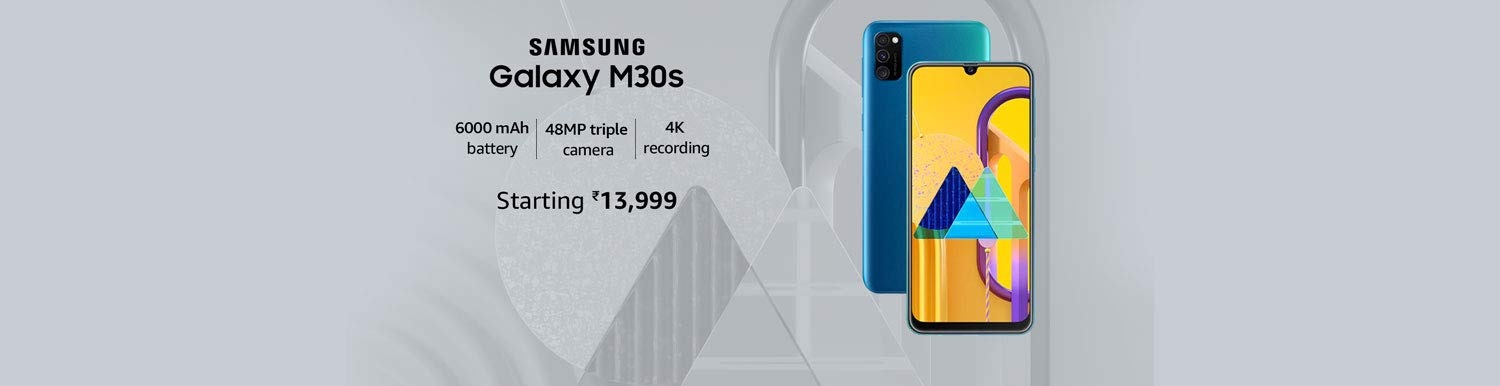 SAMSUNG
Galaxy M30s
6000 mAh
battery
48MP triple
camera
4K
recording
Starting ₹13,999